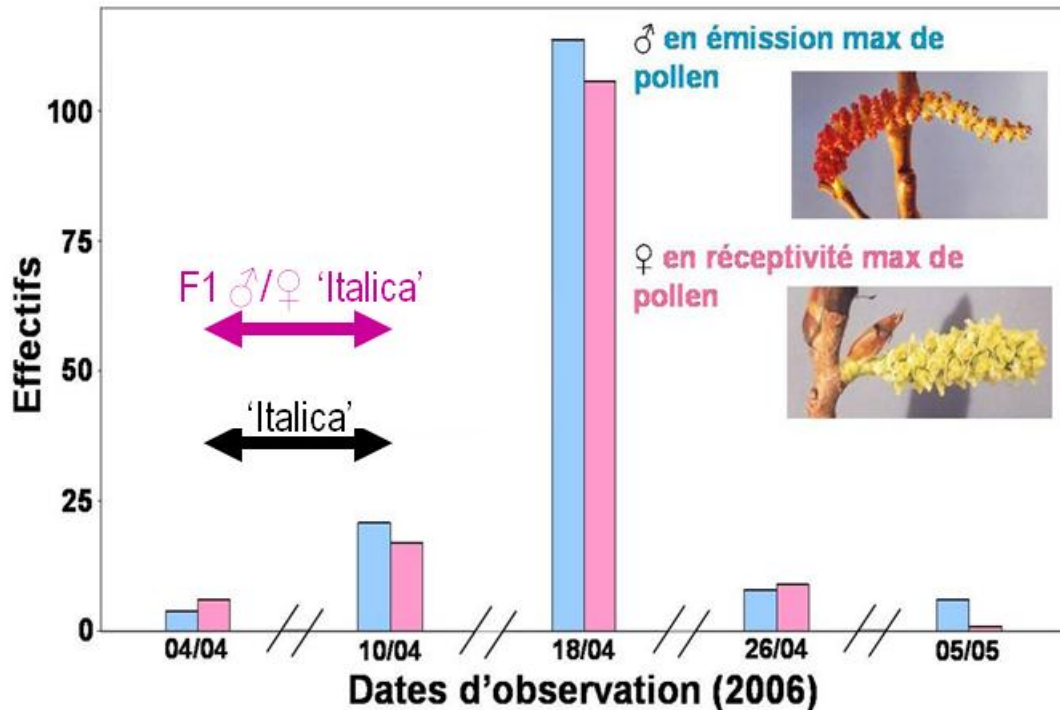 ♂ en émission max de
pollen
♀ en réceptivité max de
pollen
F1 ♂/♀ ‘Italica’
‘Italica’
Effectifs
100
75
50
25
0
04/04
10/04
18/04
26/04
05/05
Dates d’observation (2006)